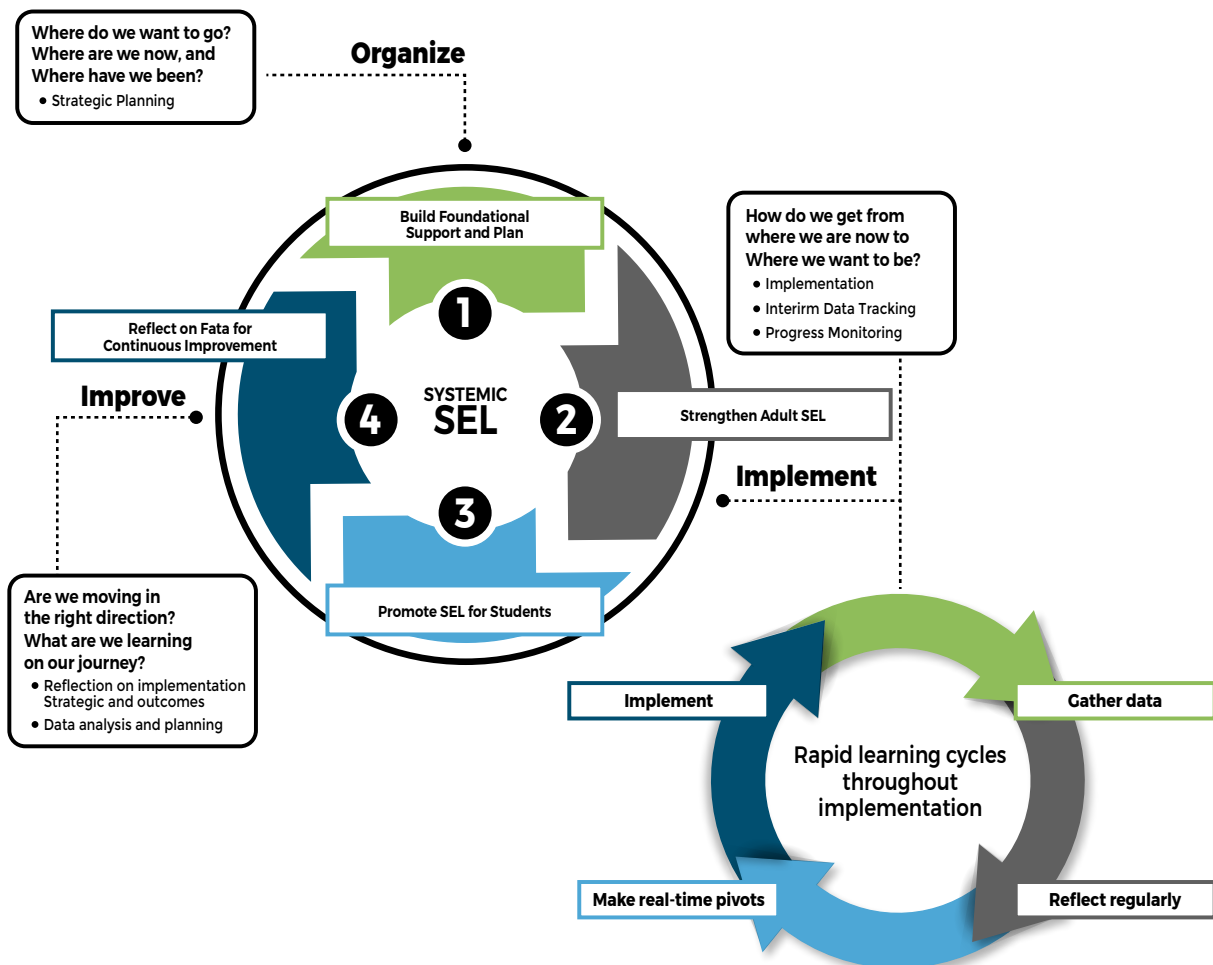 Where do we want to go?
Where are we now, and
Where have we been?
• Strategic Planning
Organize
Build Foundational
Support and Plan
How do we get from
where we are now to
Where we want to be?
• Implementation
• Interirm Data Tracking
• Progress Monitoring
1
Reflect on Fata for
Continuous Improvement
Improve
4
SYSTEMIC
SEL
2
Strengthen Adult SEL
Implement
3
Promote SEL for Students
Are we moving in
the right direction?
What are we learning
on our journey?
• Reflection on implementation
Strategic and outcomes
• Data analysis and planning
Implement
Gather data
Rapid learning cycles
throughout
implementation
Make real-time pivots
Reflect regularly